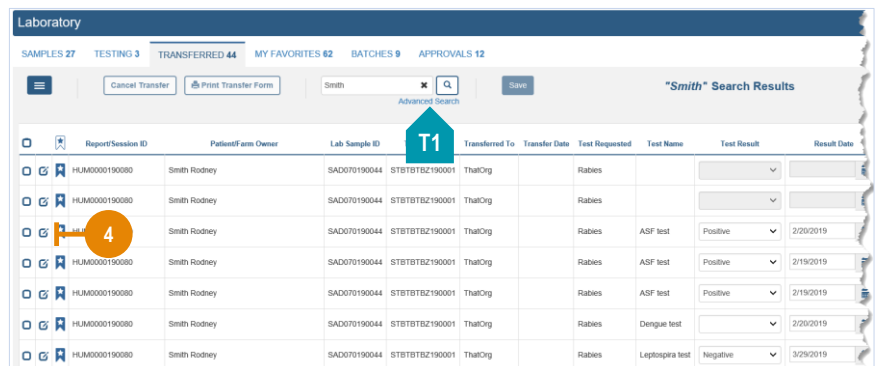 Laboratory
SAMPLES 27 TESTING 3 TRANSFERRED 44 MY FAVORITES 62 BATCHES 9 APPROVALS 12
Cancel Transfer Print Transfer Form Smith Save "Smith" Search Results
Advanced Search
T1
Report/Session ID Patient/Farm Owner Lab Sample ID Transferred To Transfer Date Test Requested Test Name Test Result Result Date
HUM0000190080 Smith Rodney SAD070190044 STBTBTBZ190001 ThatOrg Rabies
HUM0000190080 Smith Rodney SAD070190044 STBTBTBZ190001 ThatOrg Rabies
4 Smith Rodney SAD070190044 STBTBTBZ190001 ThatOrg Rabies ASF test Positive 2/20/2019
HUM0000190080 Smith Rodney SAD070190044 STBTBTBZ190001 ThatOrg Rabies ASF test Positive 2/19/2019
HUM0000190080 Smith Rodney SAD070190044 STBTBTBZ190001 ThatOrg Rabies ASF test Positive 2/19/2019
HUM0000190080 Smith Rodney SAD070190044 STBTBTBZ190001 ThatOrg Rabies Dengue test 2/20/2019
HUM0000190080 Smith Rodney SAD070190044 STBTBTBZ190001 ThatOrg Rabies Leptospira test Negative 3/29/2019